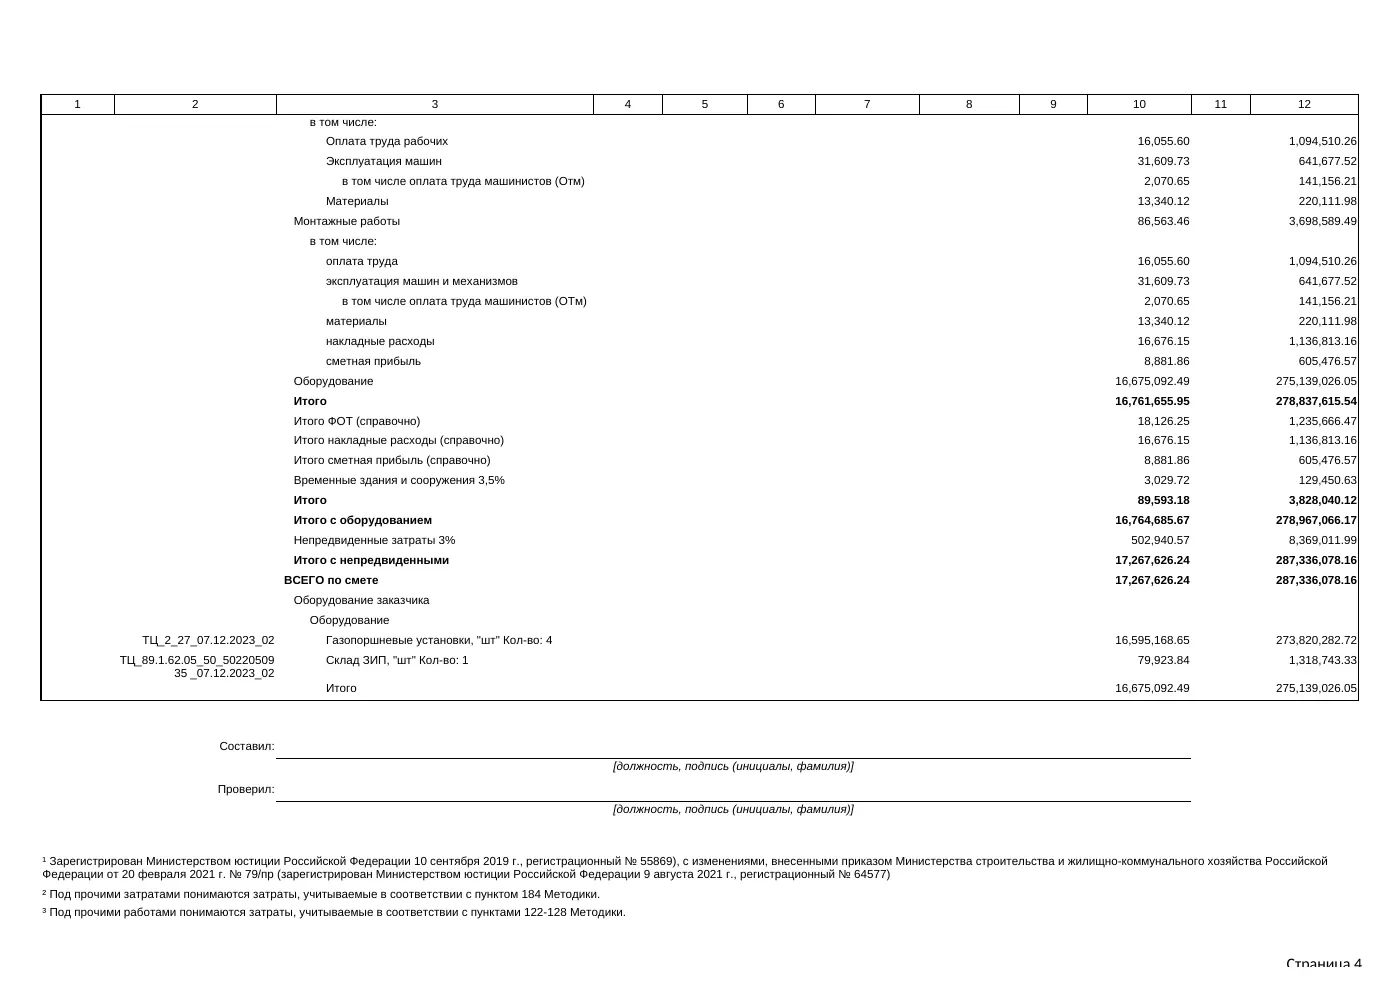 1 2 3 4 5 6 7 8 9 10 11 12
в том числе:
Оплата труда рабочих 16,055.60 1,094,510.26
Эксплуатация машин 31,609.73 641,677.52
в том числе оплата труда машинистов (Отм) 2,070.65 141,156.21
Материалы 13,340.12 220,111.98
Монтажные работы 86,563.46 3,698,589.49
в том числе:
оплата труда 16,055.60 1,094,510.26
эксплуатация машин и механизмов 31,609.73 641,677.52
в том числе оплата труда машинистов (ОТм) 2,070.65 141,156.21
материалы 13,340.12 220,111.98
накладные расходы 16,676.15 1,136,813.16
сметная прибыль 8,881.86 605,476.57
Оборудование 16,675,092.49 275,139,026.05
Итого 16,761,655.95 278,837,615.54
Итого ФОТ (справочно) 18,126.25 1,235,666.47
Итого накладные расходы (справочно) 16,676.15 1,136,813.16
Итого сметная прибыль (справочно) 8,881.86 605,476.57
Временные здания и сооружения 3,5% 3,029.72 129,450.63
Итого 89,593.18 3,828,040.12
Итого с оборудованием 16,764,685.67 278,967,066.17
Непредвиденные затраты 3% 502,940.57 8,369,011.99
Итого с непредвиденными 17,267,626.24 287,336,078.16
ВСЕГО по смете 17,267,626.24 287,336,078.16
Оборудование заказчика
Оборудование
ТЦ_2_27_07.12.2023_02 Газопоршневые установки, "шт" Кол-во: 4 16,595,168.65 273,820,282.72
ТЦ_89.1.62.05_50_50220509 Склад ЗИП, "шт" Кол-во: 1 79,923.84 1,318,743.33
35 _07.12.2023_02
Итого 16,675,092.49 275,139,026.05
Составил:
[должность, подпись (инициалы, фамилия)]
Проверил:
[должность, подпись (инициалы, фамилия)]
¹ Зарегистрирован Министерством юстиции Российской Федерации 10 сентября 2019 г., регистрационный № 55869), с изменениями, внесенными приказом Министерства строительства и жилищно-коммунального хозяйства Российской
Федерации от 20 февраля 2021 г. № 79/пр (зарегистрирован Министерством юстиции Российской Федерации 9 августа 2021 г., регистрационный № 64577)
² Под прочими затратами понимаются затраты, учитываемые в соответствии с пунктом 184 Методики.
³ Под прочими работами понимаются затраты, учитываемые в соответствии с пунктами 122-128 Методики.
Страница 4